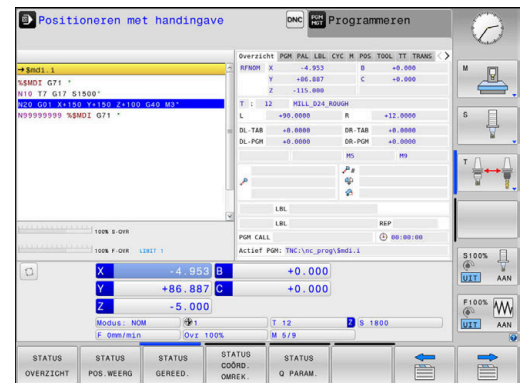 Positioneren met handingave
DNC
PGM MGT
Programmeren
→$mdi.i
%$MDI G71 *
N10 T7 G17 S1500*
N20 G01 X+150 Y+50 Z+100 G40 M3*
N99999999 %$MDI G71 *
100% S-OVR
100% F-OVR LIMIT 1
Overzicht PGM PAL LBL CYC M POS TOOL TT TRANS
RFNOM X -4.953 B +0.000
Y +86.887 C +0.000
Z -115.000
T : 12 MILL_D24_ROUGH
L +90.0000 R +12.0000
DL-TAB +0.0000 DR-TAB +0.0000
DL-PGM +0.0000 DR-PGM +0.0000
M5 M9
P#
LBL
LBL REP
PGM CALL 00:00:00
Actief PGM: TNC:\nc_prog\$mdi.i
X -4.953 B +0.000
Y +86.887 C +0.000
Z -5.000
Modus: NOM 1 T 12 Z S 1800
F 0mm/min Ovr 100% M 5/9
M
S
T
S100%
UIT AAN
F100%
UIT AAN
STATUS OVERZICHT
STATUS POS.WEERG
STATUS GEREED.
STATUS COÖRD. OMREK.
STATUS Q PARAM.